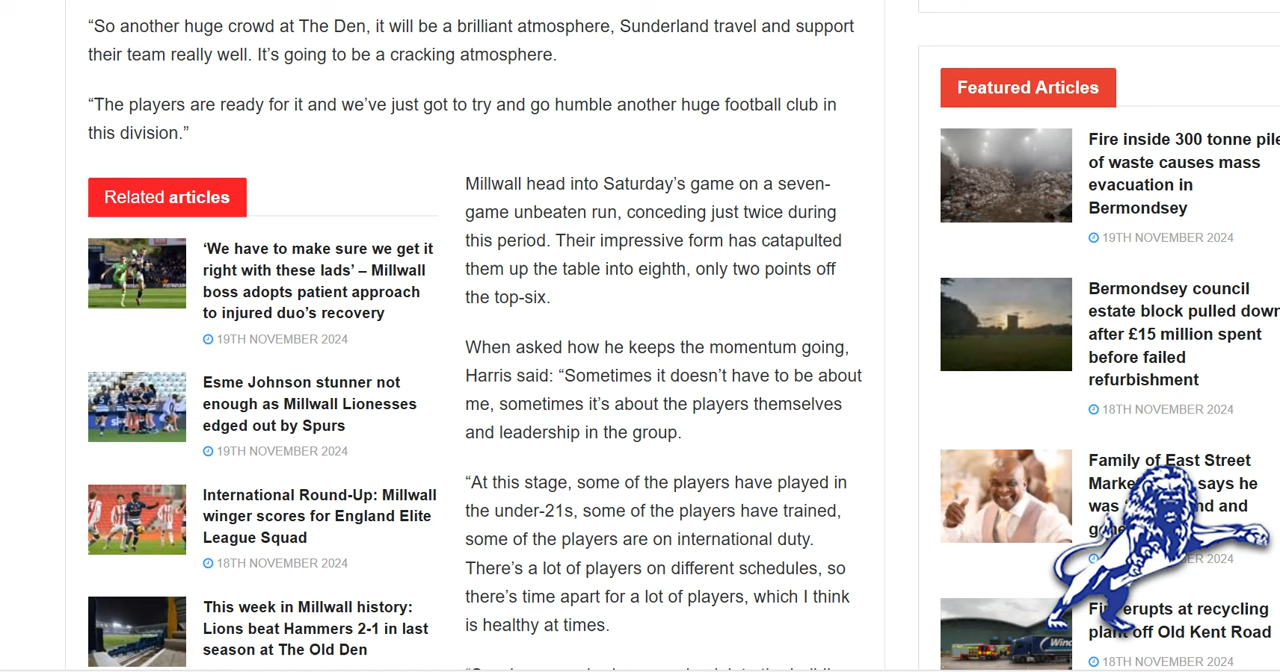 “So another huge crowd at The Den, it will be a brilliant atmosphere, Sunderland travel and support
their team really well. It’s going to be a cracking atmosphere.
“The players are ready for it and we’ve just got to try and go humble another huge football club in
this division.”
Related articles
‘We have to make sure we get it
right with these lads’ – Millwall
boss adopts patient approach
to injured duo’s recovery
19TH NOVEMBER 2024
Esme Johnson stunner not
enough as Millwall Lionesses
edged out by Spurs
19TH NOVEMBER 2024
International Round-Up: Millwall
winger scores for England Elite
League Squad
18TH NOVEMBER 2024
This week in Millwall history:
Lions beat Hammers 2-1 in last
season at The Old Den
Millwall head into Saturday’s game on a seven-
game unbeaten run, conceding just twice during
this period. Their impressive form has catapulted
them up the table into eighth, only two points off
the top-six.
When asked how he keeps the momentum going,
Harris said: “Sometimes it doesn’t have to be about
me, sometimes it’s about the players themselves
and leadership in the group.
“At this stage, some of the players have played in
the under-21s, some of the players have trained,
some of the players are on international duty.
There’s a lot of players on different schedules, so
there’s time apart for a lot of players, which I think
is healthy at times.
Featured Articles
Fire inside 300 tonne pile
of waste causes mass
evacuation in
Bermondsey
19TH NOVEMBER 2024
Bermondsey council
estate block pulled down
after £15 million spent
before failed
refurbishment
18TH NOVEMBER 2024
Family of East Street
says he
was and
2024
erupts at recycling
plant off Old Kent Road
18TH NOVEMBER 2024